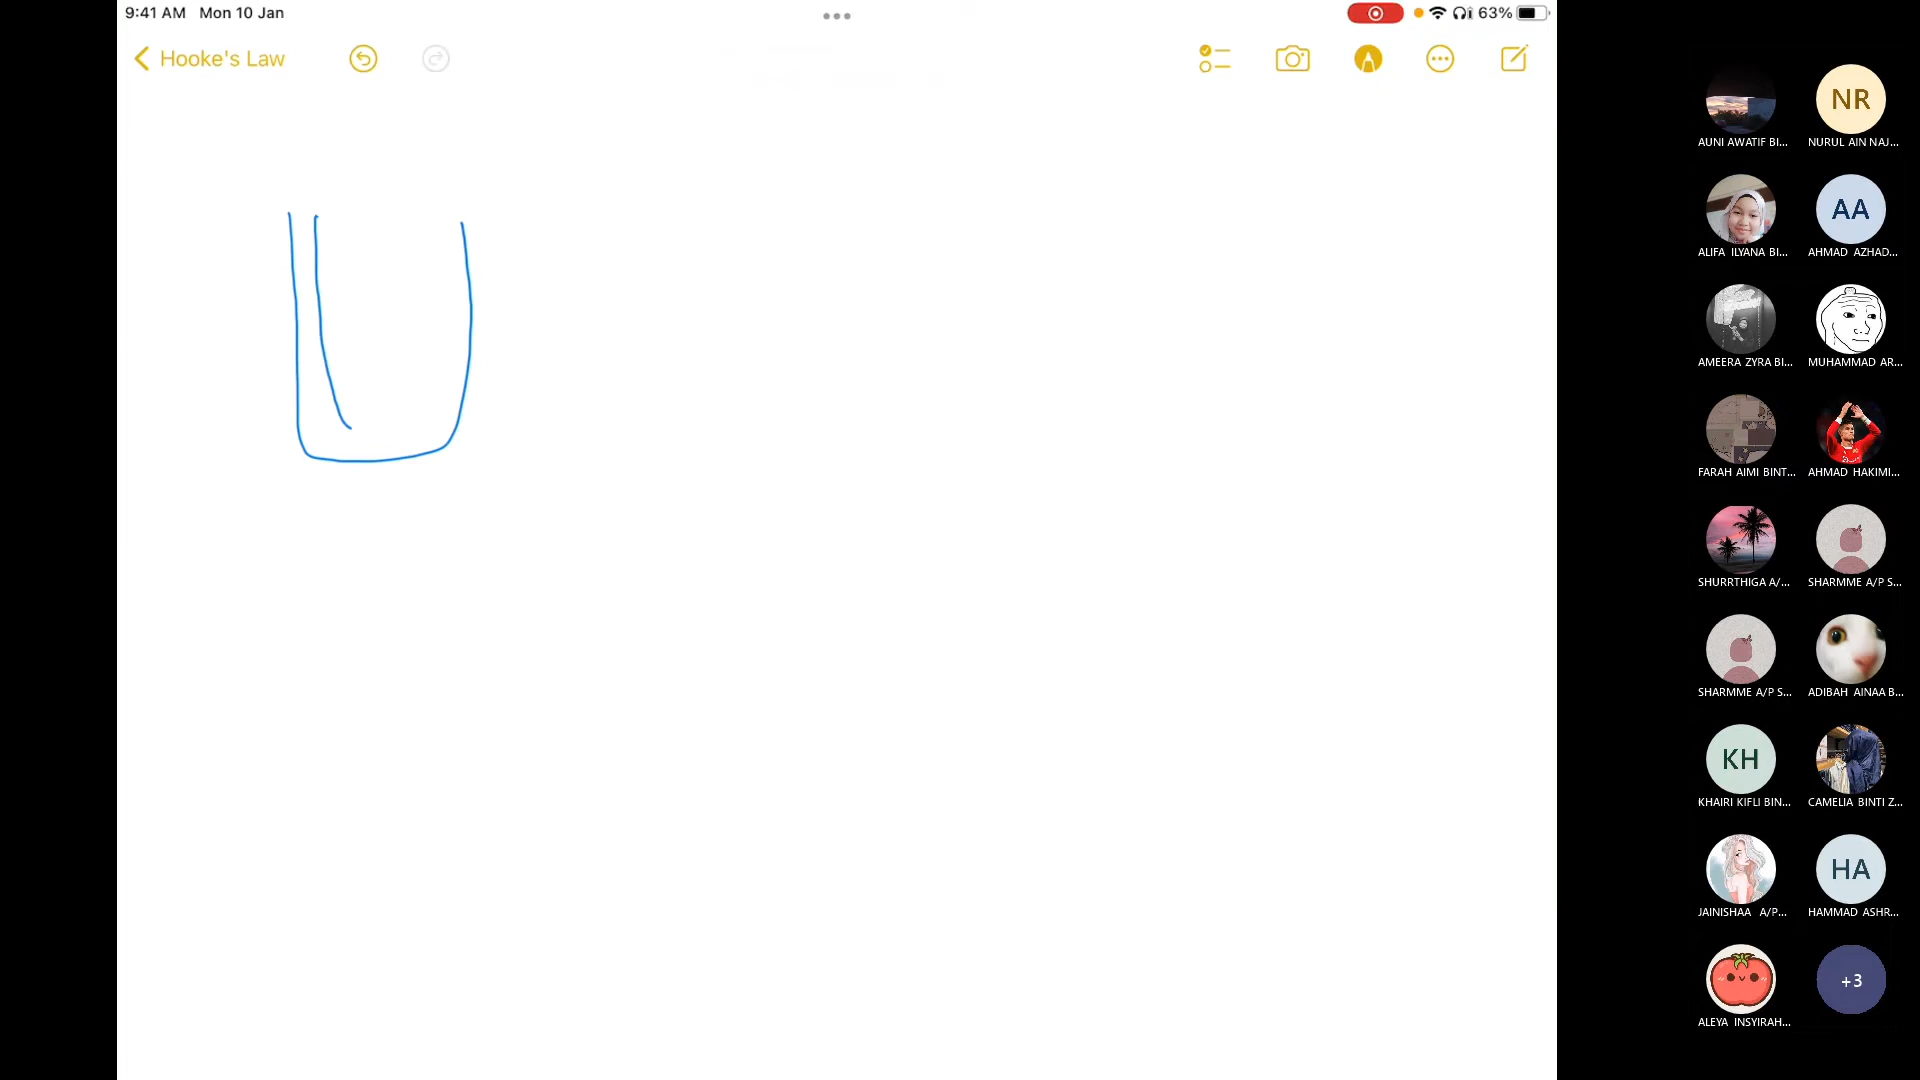 9:41 AM Mon 10 Jan
63%
Hooke's Law
AUNI AWATIF BI...
NR
NURUL AIN NAJ...
ALIFA ILYANA BI...
AA
AHMAD AZHAD...
AMEERA ZYRA BI...
MUHAMMAD AR...
FARAH AIMI BINT...
AHMAD HAKIMI...
SHURRTHIGA A/...
SHARMME A/P S...
SHARMME A/P S...
ADIBAH AINAA B...
KH
KHAIRI KIFLI BIN...
CAMELIA BINTI Z...
JAINISHAA A/P...
HA
HAMMAD ASHR...
ALEYA INSYIRAH...
+3